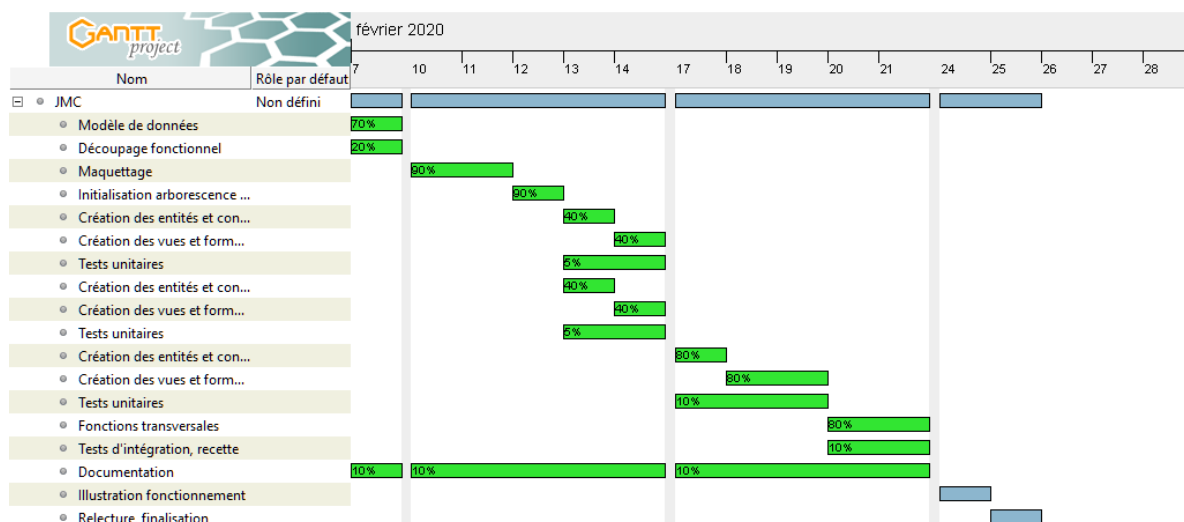 GANTT
project
février 2020
Nom Rôle par défaut
7 10 11 12 13 14 17 18 19 20 21 24 25 26 27 28
JMC Non défini
Modèle de données 70%
Découpage fonctionnel 20%
Maquettage 90%
Initialisation arborescence ... 90%
Création des entités et con... 40%
Création des vues et form... 40%
Tests unitaires 5%
Création des entités et con... 40%
Création des vues et form... 40%
Tests unitaires 5%
Création des entités et con... 80%
Création des vues et form... 80%
Tests unitaires 10%
Fonctions transversales 80%
Tests d'intégration, recette 10%
Documentation 10% 10% 10%
Illustration fonctionnement
Relecture, finalisation